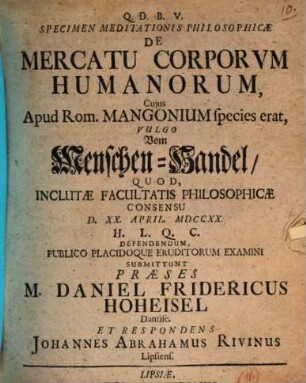 10.
Q. D. B. V.
SPECIMEN MEDITATIONIS PHILOSOPHICÆ
DE
MERCATU CORPORVM
HUMANORUM,
Cujus
Apud Rom. MANGONIUM species erat,
VULGO
Vom
Menschen-Handel/
QUOD,
INCLUTÆ FACULTATIS PHILOSOPHICÆ
CONSENSU
D. XX. APRIL. MDCCXX.
H. L. Q. C.
DEFENDENDUM,
PUBLICO PLACIDOQUE ERUDITORUM EXAMINI
SUBMITTUNT
PRÆSES
M. DANIEL FRIDERICUS
HOHEISEL
Dantisc.
ET RESPONDENS
JOHANNES ABRAHAMUS RIVINUS
Lipsiens.
LIPSIÆ,